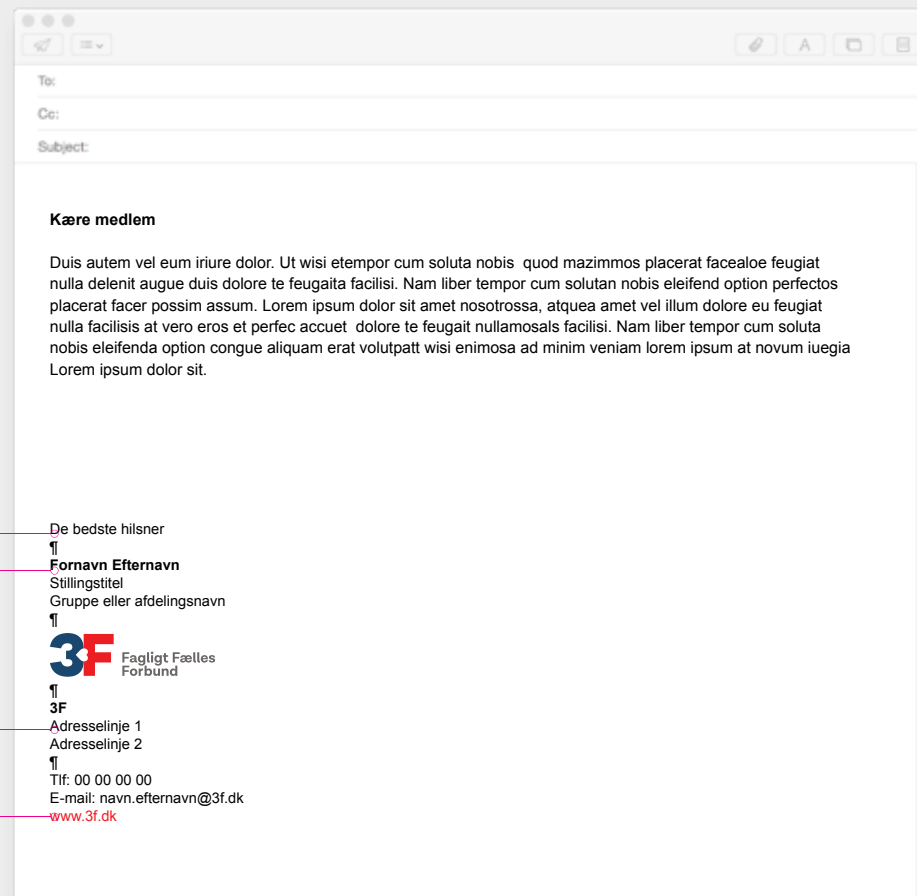 To:
Cc:
Subject:
Kære medlem
Duis autem vel eum iriure dolor. Ut wisi etempor cum soluta nobis  quod mazimmos placerat facealoe feugiat
nulla delenit augue duis dolore te feugaita facilisi. Nam liber tempor cum solutan nobis eleifend option perfectos
placerat facer possim assum. Lorem ipsum dolor sit amet nosotrossa, atquea amet vel illum dolore eu feugiat
nulla facilisis at vero eros et perfec accuet  dolore te feugait nullamosals facilisi. Nam liber tempor cum soluta
nobis eleifenda option congue aliquam erat volutpatt wisi enimosa ad minim veniam lorem ipsum at novum iuegia
Lorem ipsum dolor sit.
De bedste hilsner
¶
Fornavn Efternavn
Stillingstitel
Gruppe eller afdelingsnavn
¶
3F Fagligt Fælles
Forbund
¶
3F
Adresselinje 1
Adresselinje 2
¶
Tlf: 00 00 00 00
E-mail: navn.efternavn@3f.dk
www.3f.dk